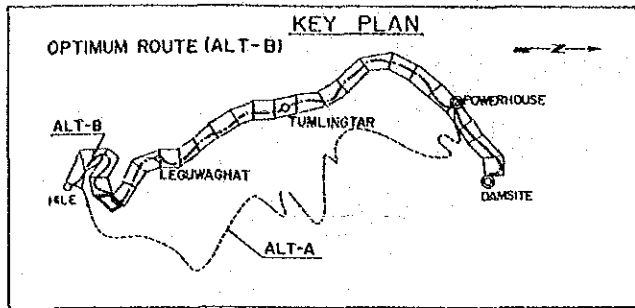 KEY PLAN
OPTIMUM ROUTE (ALT-B)
N
POWERHOUSE
TUMLINGTAR
ALT-B
LEGUWAGHAT
HILE
DAMSITE
ALT-A